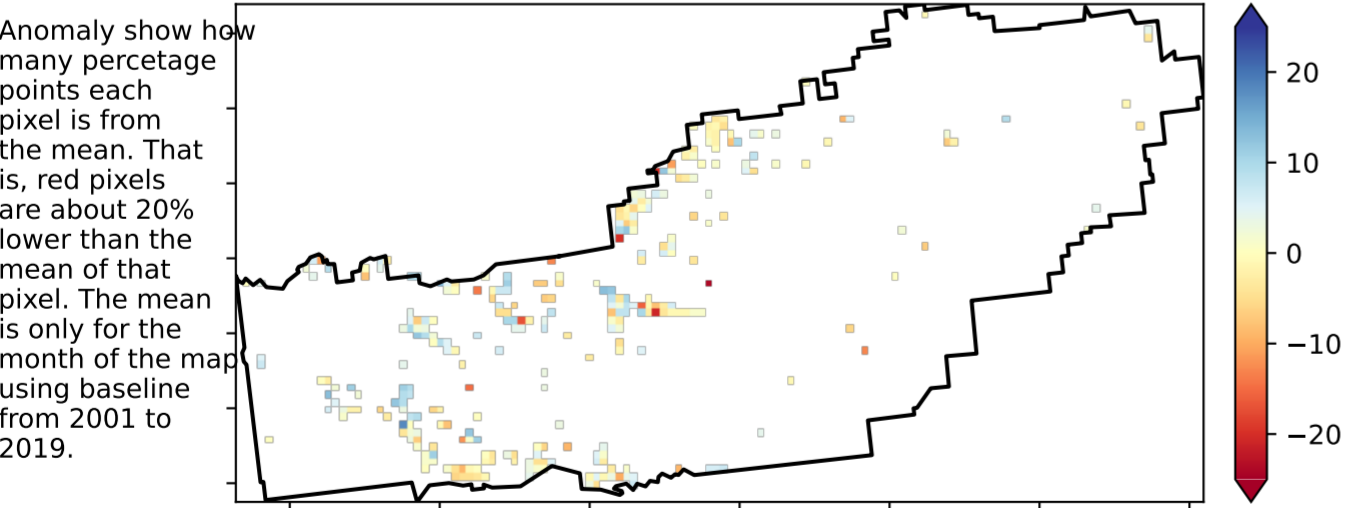 Anomaly show how
many percetage
points each
pixel is from
the mean. That
is, red pixels
are about 20%
lower than the
mean of that
pixel. The mean
is only for the
month of the map
using baseline
from 2001 to
2019.
20
10
0
−10
−20